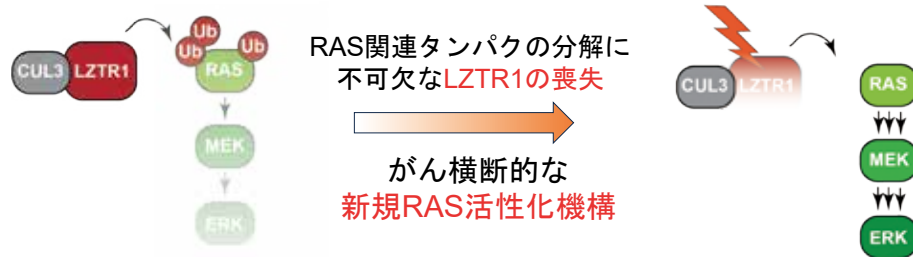 CUL3
LZTR1
Ub
Ub
Ub
RAS
MEK
ERK
RAS関連タンパクの分解に
不可欠なLZTR1の喪失
がん横断的な
新規RAS活性化機構
CUL3
LZTR1
RAS
MEK
ERK